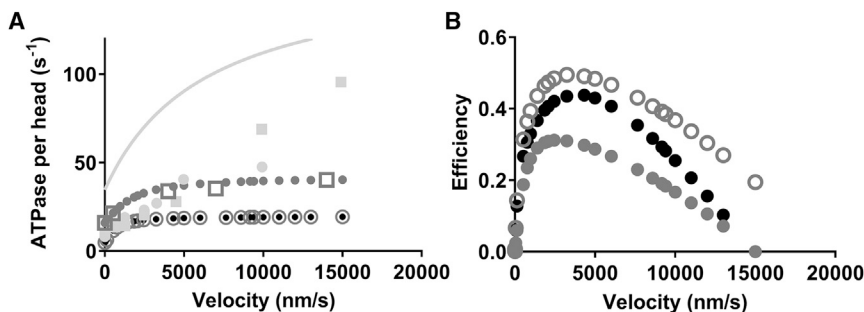 A
ATPase per head (s⁻¹)
100
50
0
0 5000 10000 15000 20000
Velocity (nm/s)
B
Efficiency
0.6
0.4
0.2
0.0
0 5000 10000 15000 20000
Velocity (nm/s)